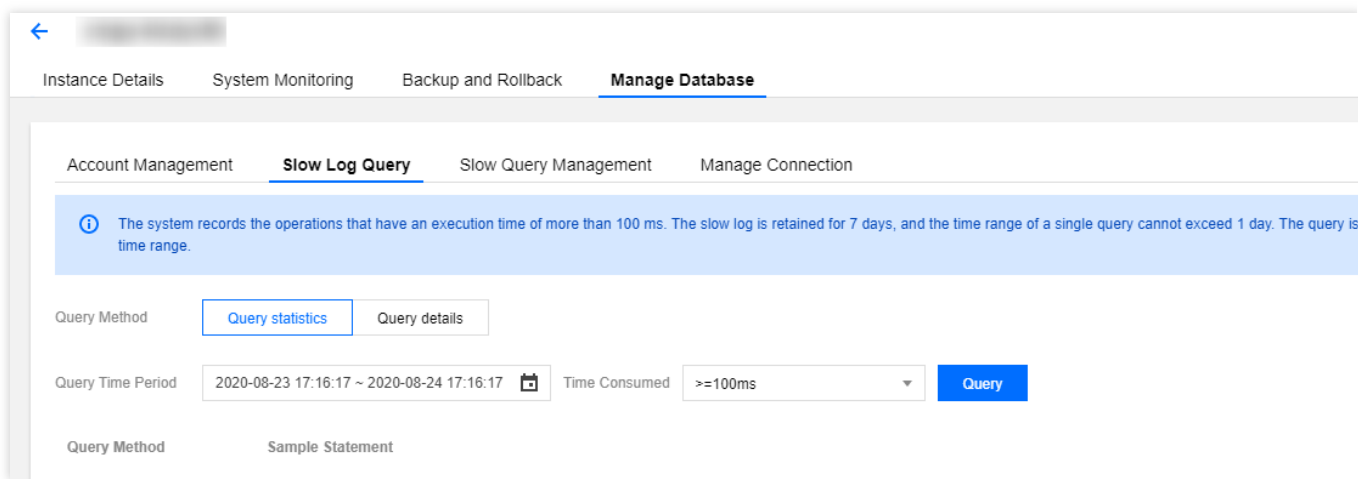 Instance Details System Monitoring Backup and Rollback Manage Database
Account Management Slow Log Query Slow Query Management Manage Connection
The system records the operations that have an execution time of more than 100 ms. The slow log is retained for 7 days, and the time range of a single query cannot exceed 1 day. The query is
time range.
Query Method Query statistics Query details
Query Time Period 2020-08-23 17:16:17 ~ 2020-08-24 17:16:17 Time Consumed >=100ms Query
Query Method Sample Statement